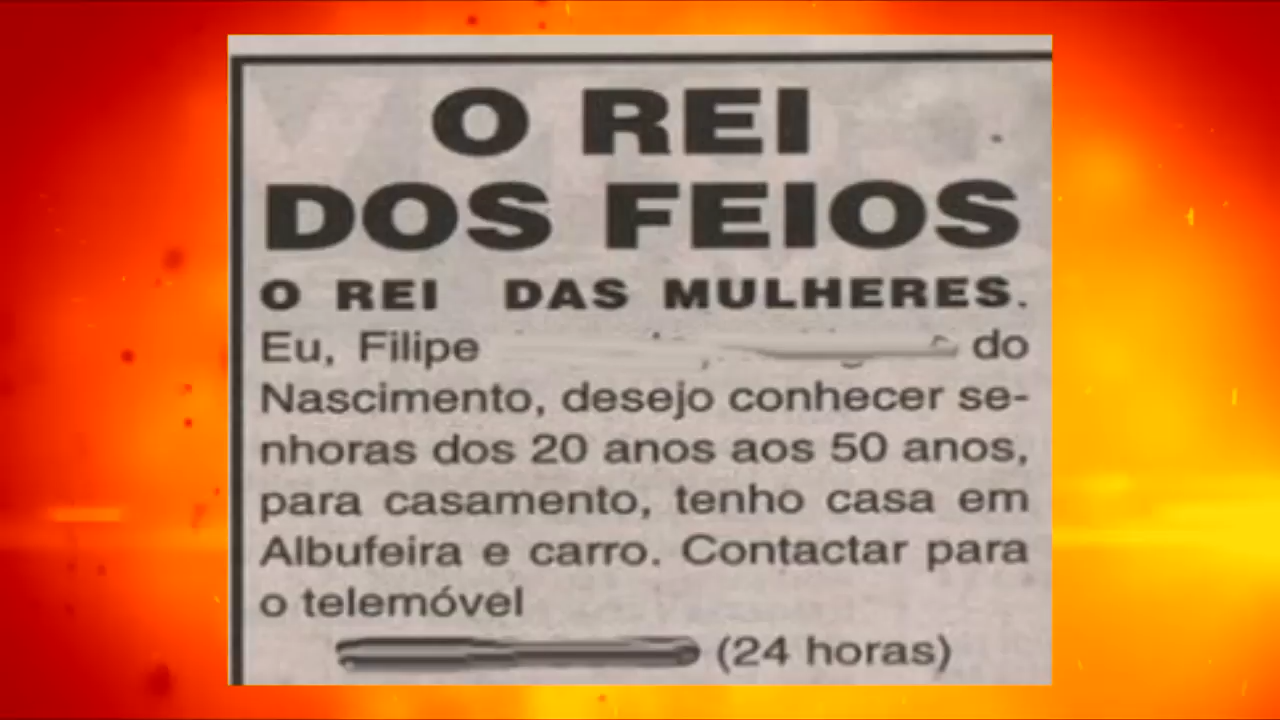 O REI
DOS FEIOS
O REI DAS MULHERES.
Eu, Filipe do
Nascimento, desejo conhecer se-
nhoras dos 20 anos aos 50 anos,
para casamento, tenho casa em
Albufeira e carro. Contactar para
o telemóvel
(24 horas)